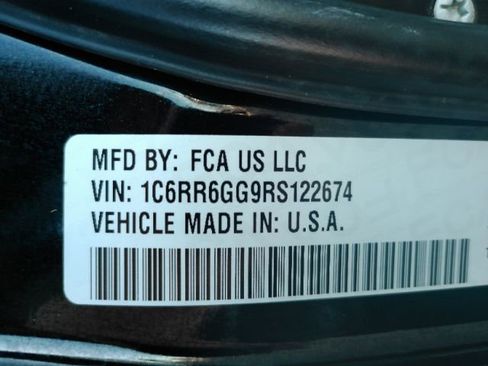 MFD BY: FCA US LLC
VIN: 1C6RR6GG9RS122674
VEHICLE MADE IN: U.S.A.